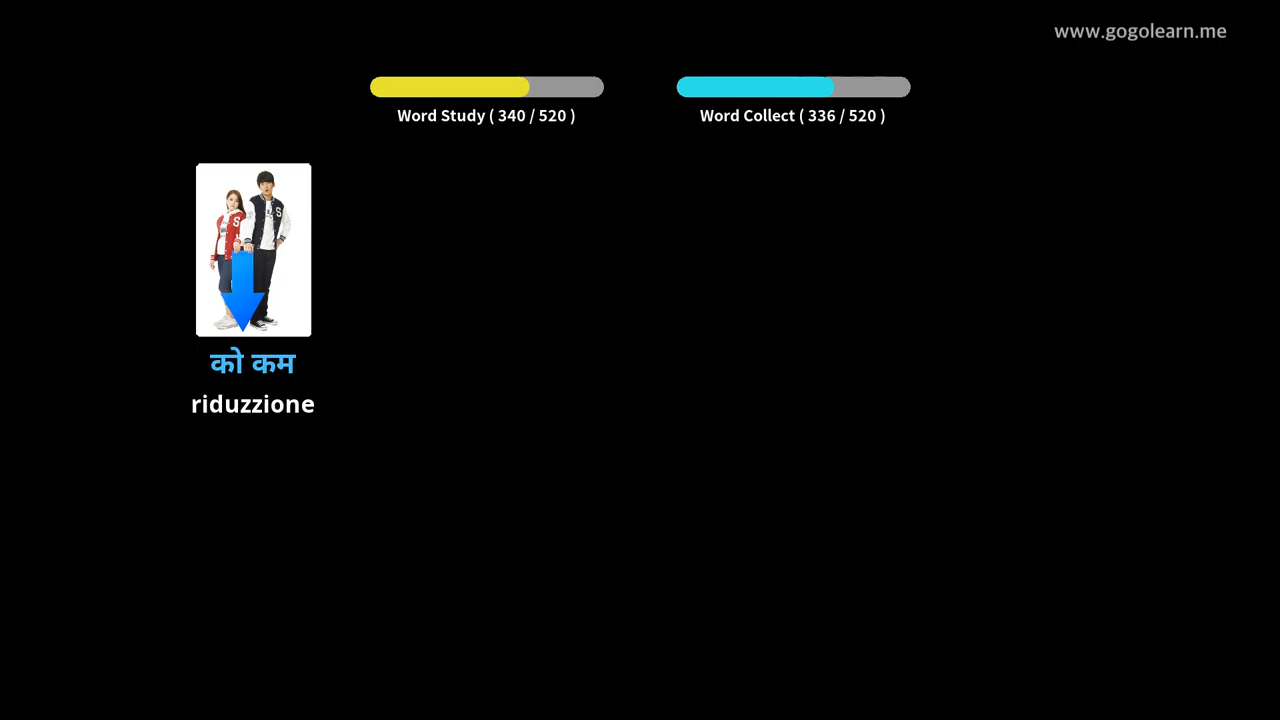 www.gogolearn.me
Word Study ( 340 / 520 )
Word Collect ( 336 / 520 )
को कम
riduzzione